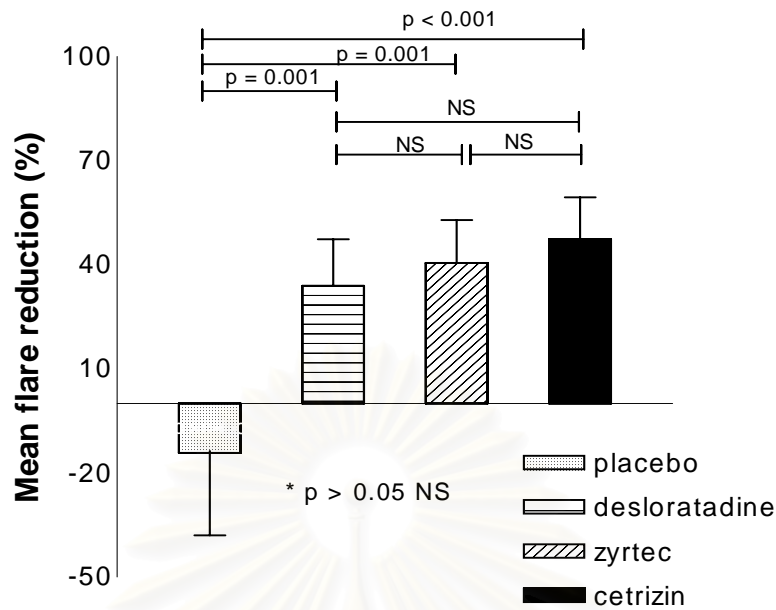 p < 0.001
p = 0.001
p = 0.001
NS
NS NS
Mean flare reduction (%)
100
70
40
10
-20
-50
* p > 0.05 NS
placebo
desloratadine
zyrtec
cetrizin